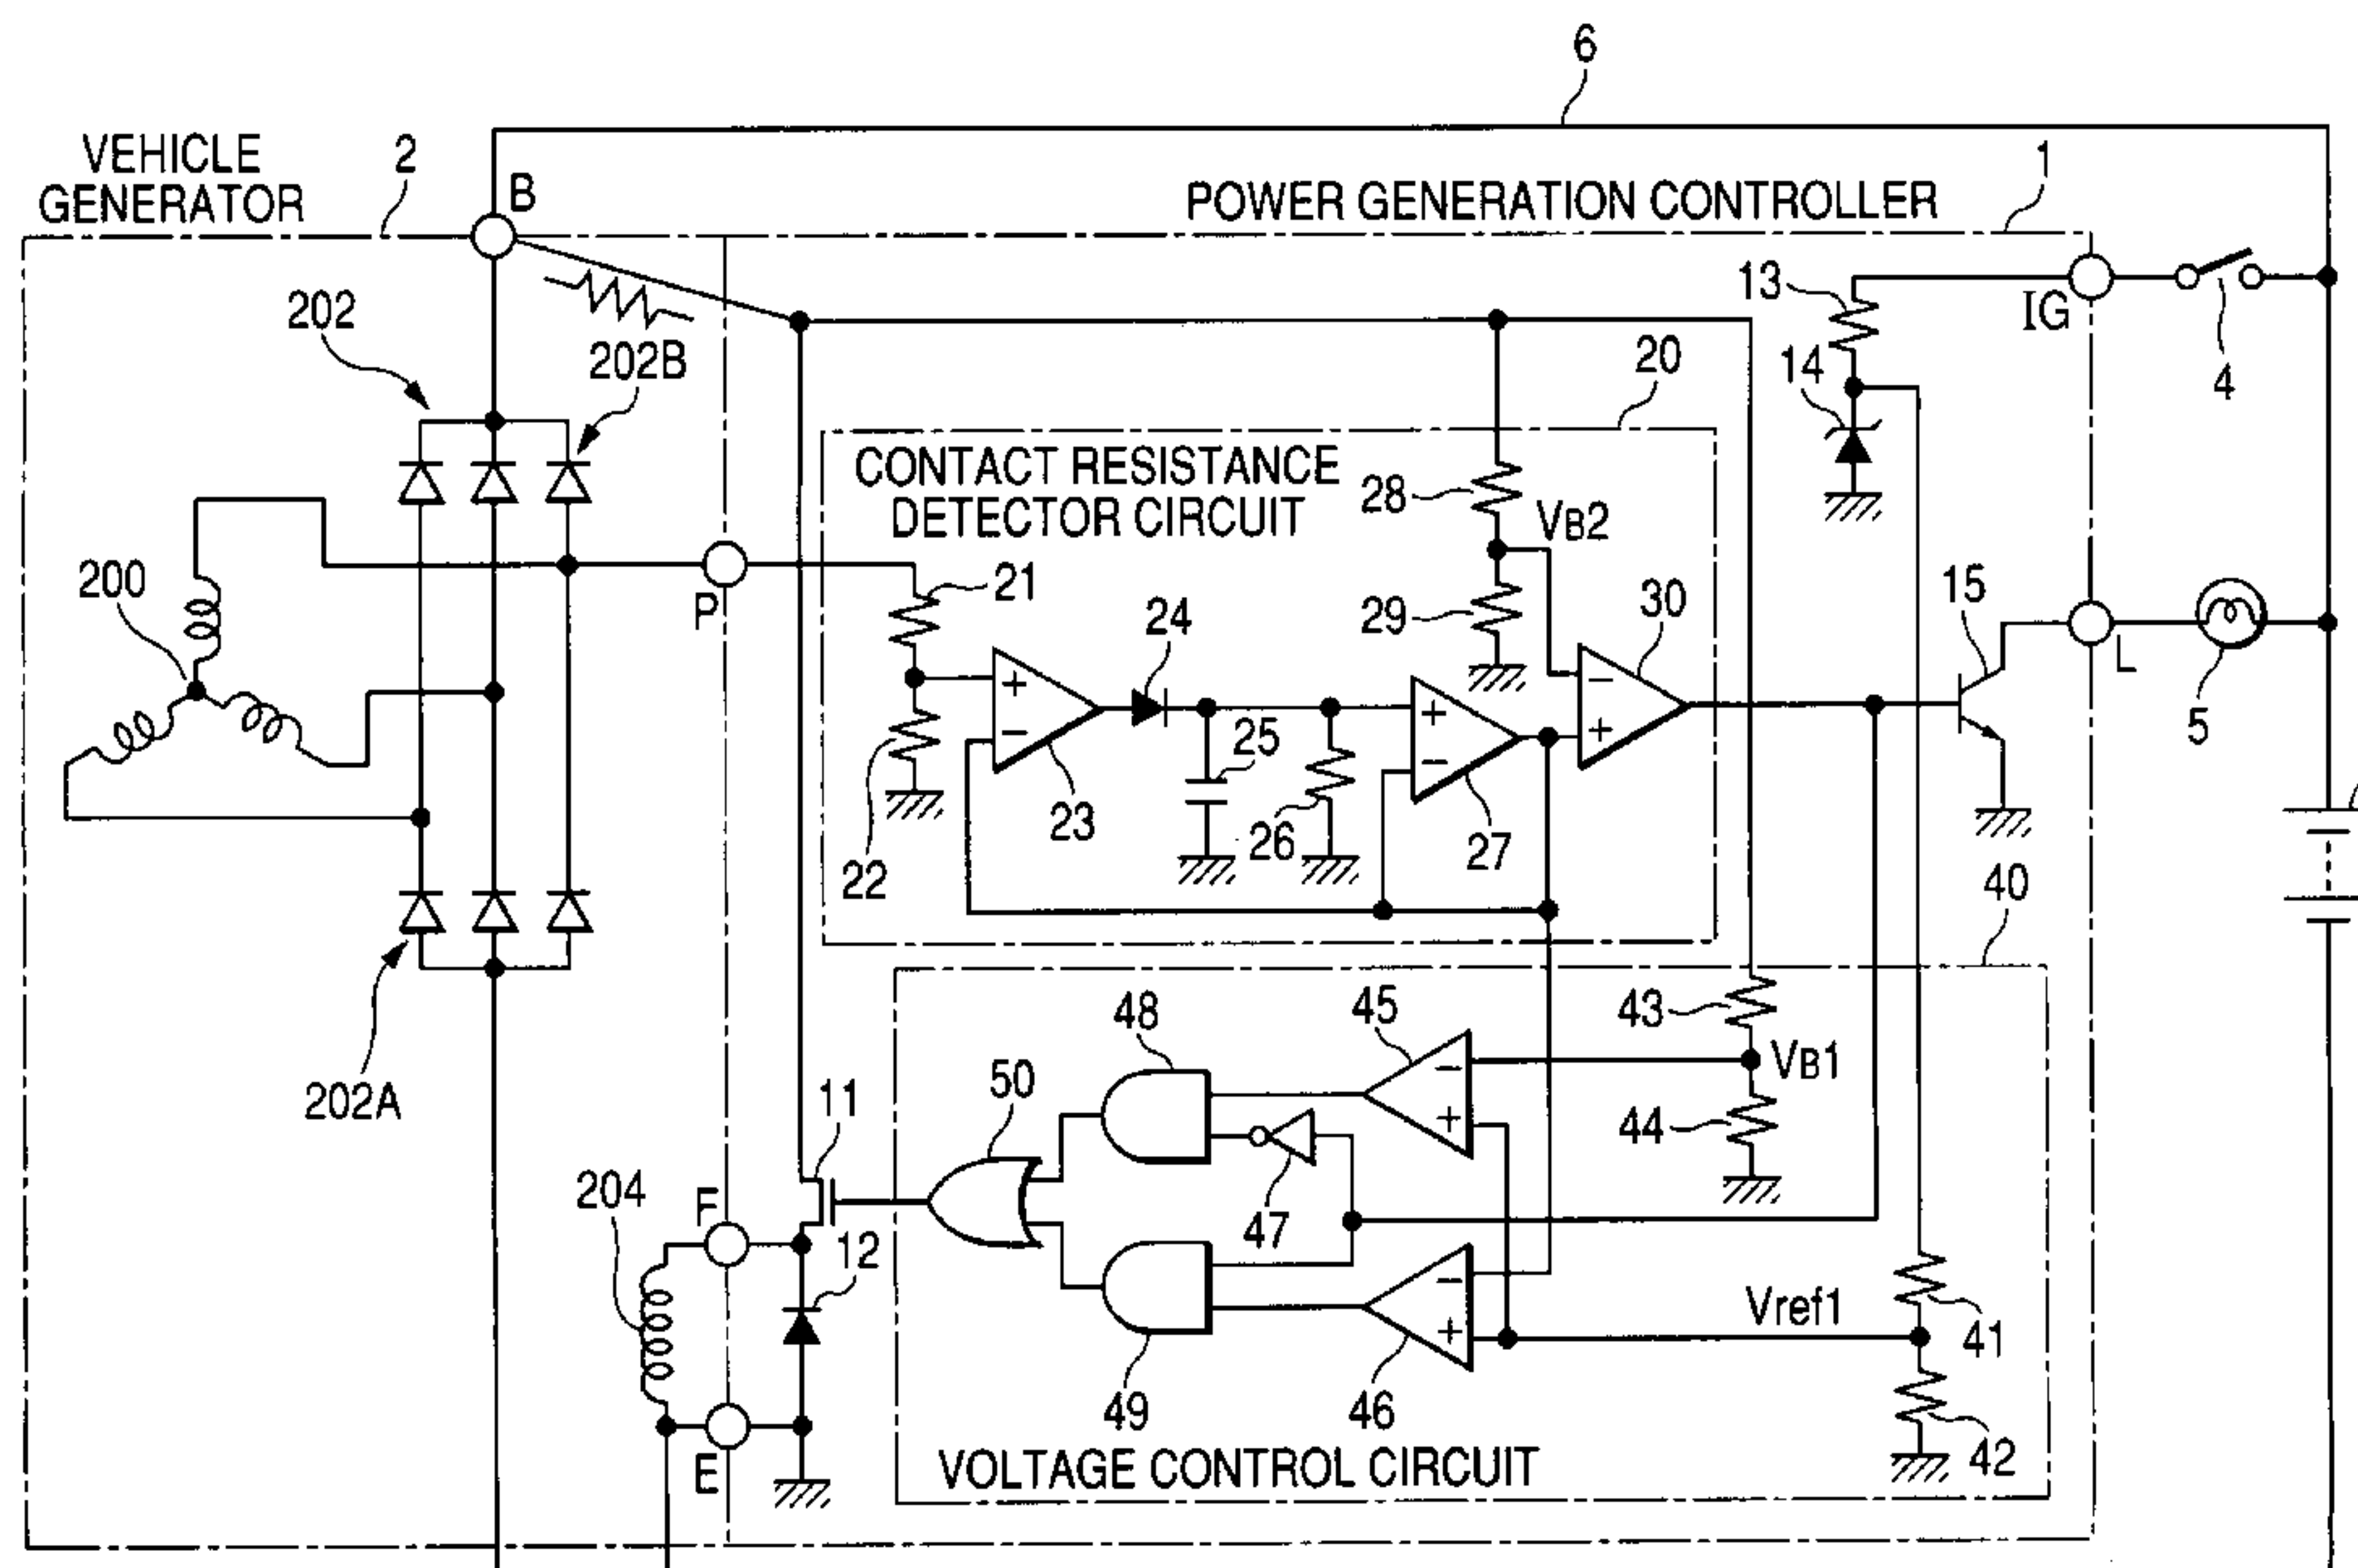 6
VEHICLE
GENERATOR
2
B
POWER GENERATION CONTROLLER
1
202
202B
13
IG
4
14
20
CONTACT RESISTANCE
DETECTOR CIRCUIT
28
VB2
200
P
21
24
29
30
15
L
5
25
23
26
27
22
40
202A
48
45
43
VB1
50
11
44
204
F
12
47
Vref1
41
49
46
42
E
VOLTAGE CONTROL CIRCUIT